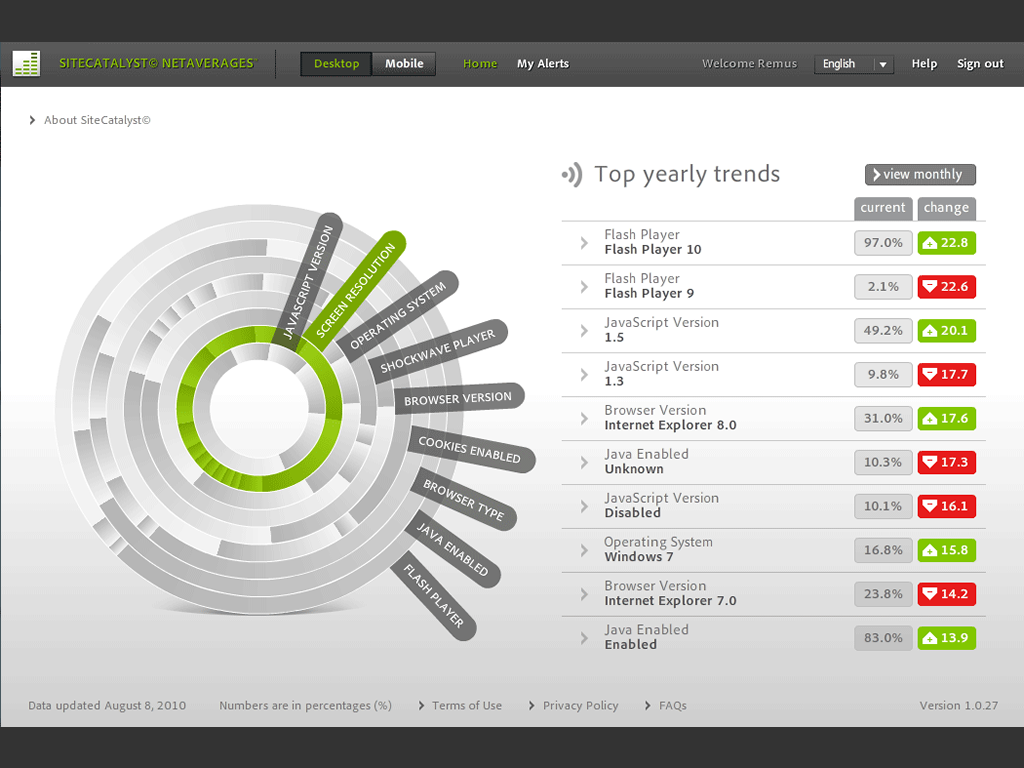 SITECATALYST© NETAVERAGES™
Desktop
Mobile
Home
My Alerts
Welcome Remus
English
Help
Sign out
About SiteCatalyst©
JAVASCRIPT VERSION
SCREEN RESOLUTION
OPERATING SYSTEM
SHOCKWAVE PLAYER
BROWSER VERSION
COOKIES ENABLED
BROWSER TYPE
JAVA ENABLED
FLASH PLAYER
Top yearly trends
view monthly
current change
Flash Player
Flash Player 10
97.0% 22.8
Flash Player
Flash Player 9
2.1% 22.6
JavaScript Version
1.5
49.2% 20.1
JavaScript Version
1.3
9.8% 17.7
Browser Version
Internet Explorer 8.0
31.0% 17.6
Java Enabled
Unknown
10.3% 17.3
JavaScript Version
Disabled
10.1% 16.1
Operating System
Windows 7
16.8% 15.8
Browser Version
Internet Explorer 7.0
23.8% 14.2
Java Enabled
Enabled
83.0% 13.9
Data updated August 8, 2010
Numbers are in percentages (%)
Terms of Use
Privacy Policy
FAQs
Version 1.0.27